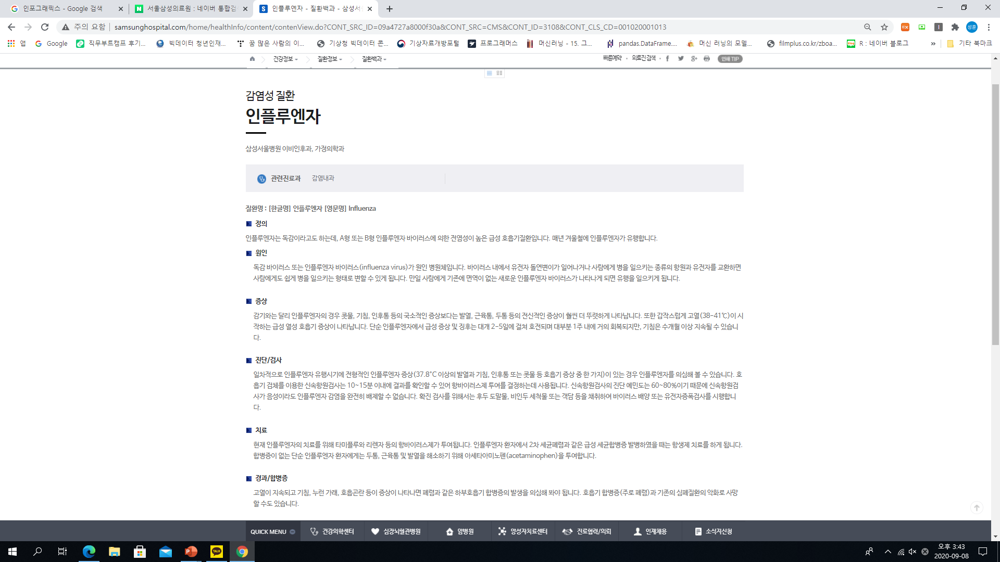 인포그래픽스 - Google 검색
서울삼성의료원 : 네이버 통합검
인플루엔자 - 질환백과 - 삼성서
주의 요함
samsunghospital.com/home/healthInfo/content/contenView.do?CONT_SRC_ID=09a4727a8000f30a&CONT_SRC=CMS&CONT_ID=3108&CONT_CLS_CD=001020001013
성훈
앱 Google 직무부트캠프 후기... 빅데이터 청년인재... 꿈 많은 사람의 이... 기상청 빅데이터 콘... 기상자료개방포털 프로그래머스 머신러닝 - 15. 그... pandas.DataFrame.... 머신 러닝의 모델... filmplus.co.kr/zboa... R : 네이버 블로그 » 기타 북마크
건강정보 질환정보 질환백과 빠른예약 의료진검색 인쇄 TIP
감염성 질환
인플루엔자
삼성서울병원 이비인후과, 가정의학과
관련진료과 감염내과
질환명 : [한글명] 인플루엔자 [영문명] Influenza
정의
인플루엔자는 독감이라고도 하는데, A형 또는 B형 인플루엔자 바이러스에 의한 전염성이 높은 급성 호흡기질환입니다. 매년 겨울철에 인플루엔자가 유행합니다.
원인
독감 바이러스 또는 인플루엔자 바이러스(influenza virus)가 원인 병원체입니다. 바이러스 내에서 유전자 돌연변이가 일어나거나 사람에게 병을 일으키는 종류의 항원과 유전자를 교환하면
사람에게도 쉽게 병을 일으키는 형태로 변할 수 있게 됩니다. 만일 사람에게 기존에 면역이 없는 새로운 인플루엔자 바이러스가 나타나게 되면 유행을 일으키게 됩니다.
증상
감기와는 달리 인플루엔자의 경우 콧물, 기침, 인후통 등의 국소적인 증상보다는 발열, 근육통, 두통 등의 전신적인 증상이 훨씬 더 뚜렷하게 나타납니다. 또한 갑작스럽게 고열(38-41℃)이 시
작하는 급성 열성 호흡기 증상이 나타납니다. 단순 인플루엔자에서 급성 증상 및 징후는 대개 2-5일에 걸쳐 호전되며 대부분 1주 내에 거의 회복되지만, 기침은 수개월 이상 지속될 수 있습니
다.
진단/검사
일차적으로 인플루엔자 유행시기에 전형적인 인플루엔자 증상(37.8˚C 이상의 발열과 기침, 인후통 또는 콧물 등 호흡기 증상 중 한 가지)이 있는 경우 인플루엔자를 의심해 볼 수 있습니다. 호
흡기 검체를 이용한 신속항원검사는 10~15분 이내에 결과를 확인할 수 있어 항바이러스제 투여를 결정하는데 사용됩니다. 신속항원검사의 진단 예민도는 60~80%이기 때문에 신속항원검
사가 음성이라도 인플루엔자 감염을 완전히 배제할 수 없습니다. 확진 검사를 위해서는 후두 도말물, 비인두 세척물 또는 객담 등을 채취하여 바이러스 배양 또는 유전자증폭검사를 시행합니
다.
치료
현재 인플루엔자의 치료를 위해 타미플루와 리렌자 등의 항바이러스제가 투여됩니다. 인플루엔자 환자에서 2차 세균폐렴과 같은 급성 세균합병증 발병하였을 때는 항생제 치료를 하게 됩니다.
합병증이 없는 단순 인플루엔자 환자에게는 두통, 근육통 및 발열을 해소하기 위해 아세타아미노펜(acetaminophen)을 투여합니다.
경과/합병증
고열이 지속되고 기침, 누런 가래, 호흡곤란 등이 증상이 나타나면 폐렴과 같은 하부호흡기 합병증의 발생을 의심해 봐야 됩니다. 호흡기 합병증(주로 폐렴)과 기존의 심폐질환의 악화로 사망
할 수도 있습니다.
QUICK MENU 건강의학센터 심장뇌혈관병원 암병원 양성자치료센터 진료협력/의뢰 인재채용 소식지신청
오후 3:43
2020-09-08